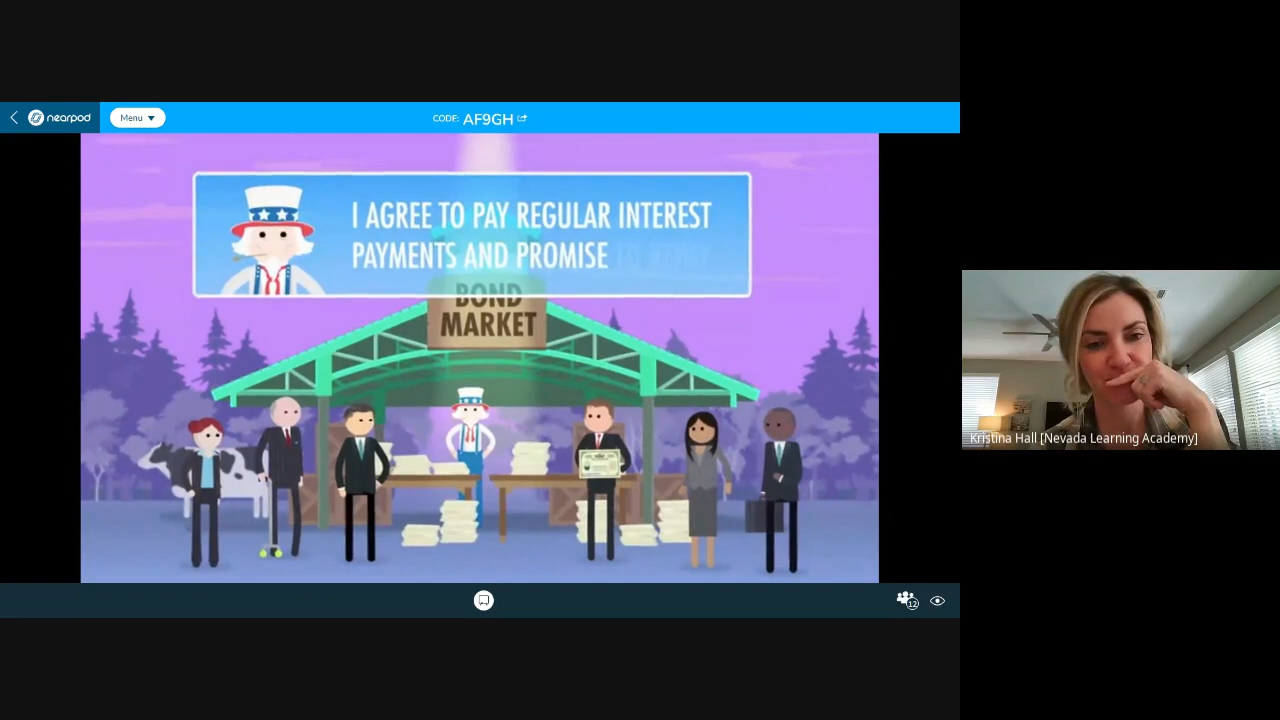 nearpod
Menu
CODE: AF9GH
I AGREE TO PAY REGULAR INTEREST
PAYMENTS AND PROMISE
BOND
MARKET
12
Kristina Hall [Nevada Learning Academy]